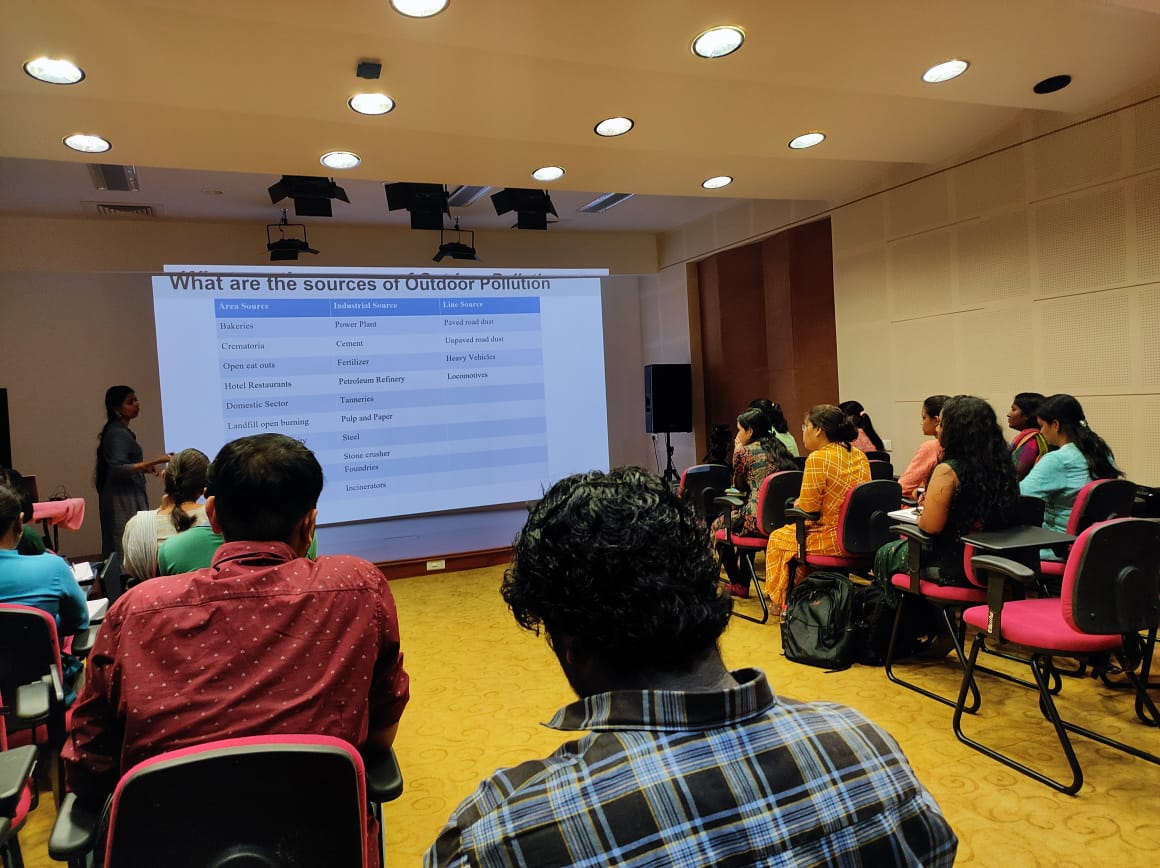 What are the sources of Outdoor Pollution
Area Source Industrial Source Line Source
Bakeries Power Plant Paved road dust
Crematoria Cement Unpaved road dust
Open eat outs Fertilizer Heavy Vehicles
Hotel Restaurants Petroleum Refinery Locomotives
Domestic Sector Tanneries
Landfill open burning Pulp and Paper
Steel
Stone crusher
Foundries
Incinerators